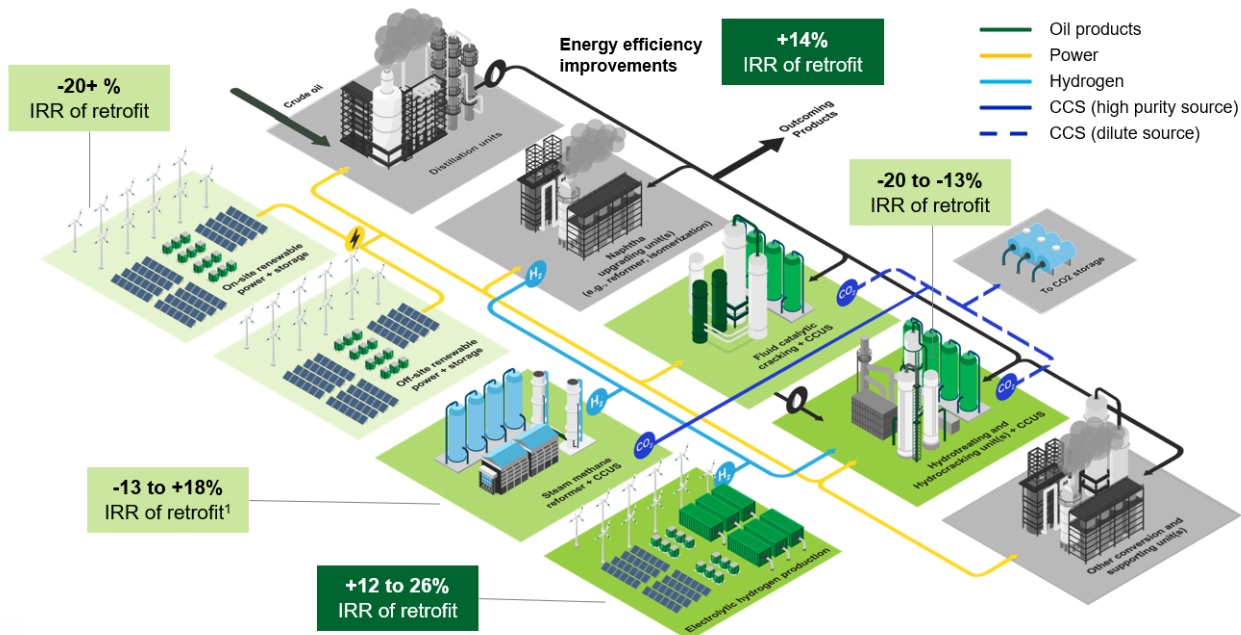 Energy efficiency
improvements
+14%
IRR of retrofit
Oil products
Power
Hydrogen
CCS (high purity source)
CCS (dilute source)
-20+ %
IRR of retrofit
Crude oil
Distillation units
Outcoming
Products
-20 to -13%
IRR of retrofit
Naphtha
upgrading unit(s)
(e.g., reformer, isomerization)
To CO2 storage
On-site renewable
power + storage
H2
CO2
Off-site renewable
power + storage
Fluid catalytic
cracking + CCUS
CO2
H2
CO2
Hydrotreating and
Hydrocracking unit(s) + CCUS
Steam methane
reformer + CCUS
H2
-13 to +18%
IRR of retrofit¹
Other conversion and
supporting unit(s)
+12 to 26%
IRR of retrofit
Electrolytic hydrogen production